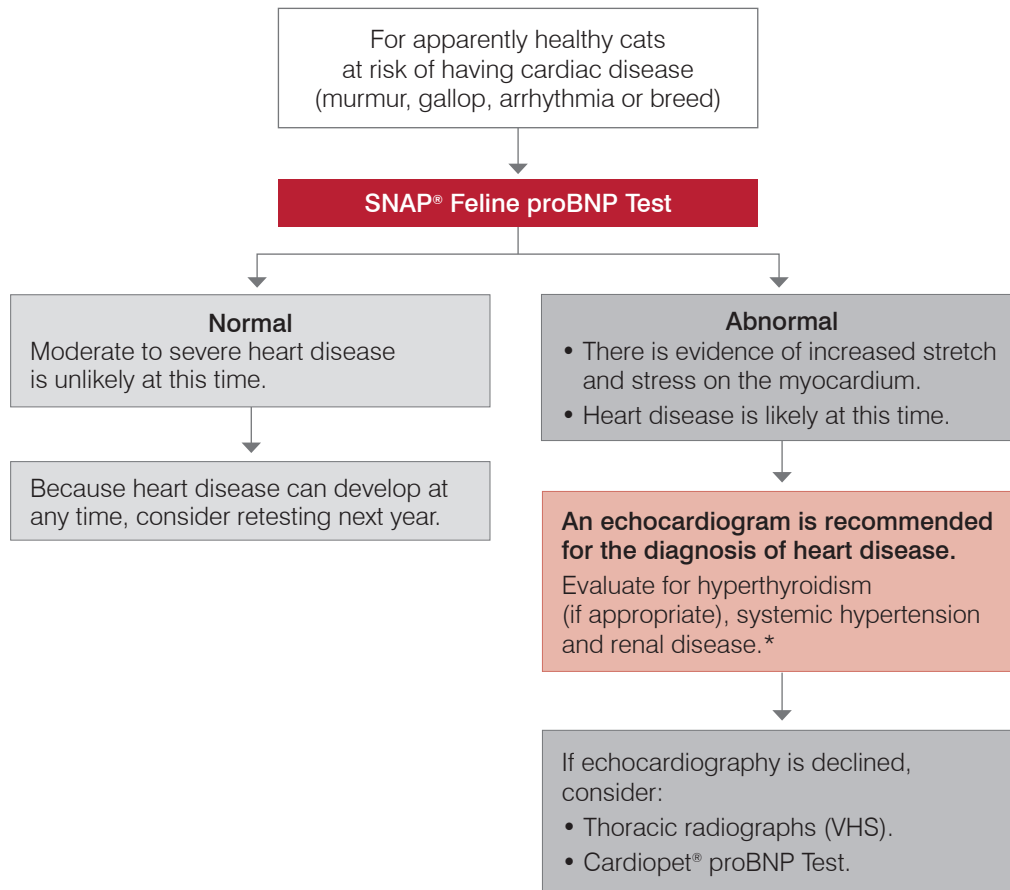 For apparently healthy cats
at risk of having cardiac disease
(murmur, gallop, arrhythmia or breed)
SNAP® Feline proBNP Test
Normal
Moderate to severe heart disease
is unlikely at this time.
Because heart disease can develop at
any time, consider retesting next year.
Abnormal
• There is evidence of increased stretch
and stress on the myocardium.
• Heart disease is likely at this time.
An echocardiogram is recommended
for the diagnosis of heart disease.
Evaluate for hyperthyroidism
(if appropriate), systemic hypertension
and renal disease.*
If echocardiography is declined,
consider:
• Thoracic radiographs (VHS).
• Cardiopet® proBNP Test.